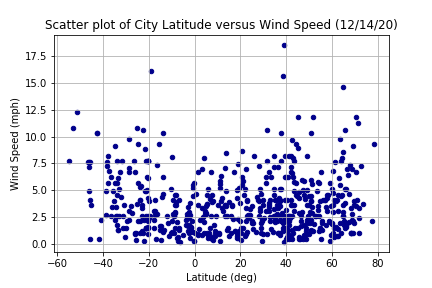 Scatter plot of City Latitude versus Wind Speed (12/14/20)
17.5
15.0
12.5
10.0
7.5
5.0
2.5
0.0
Wind Speed (mph)
−60 −40 −20 0 20 40 60 80
Latitude (deg)